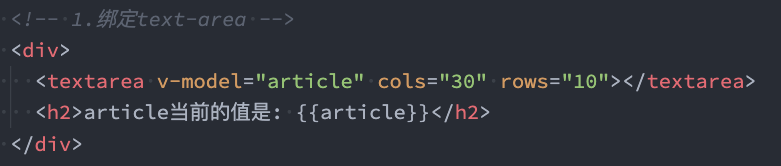 <!-- 1.绑定text-area -->
<div>
<textarea v-model="article" cols="30" rows="10"></textarea>
<h2>article当前的值是: {{article}}</h2>
</div>